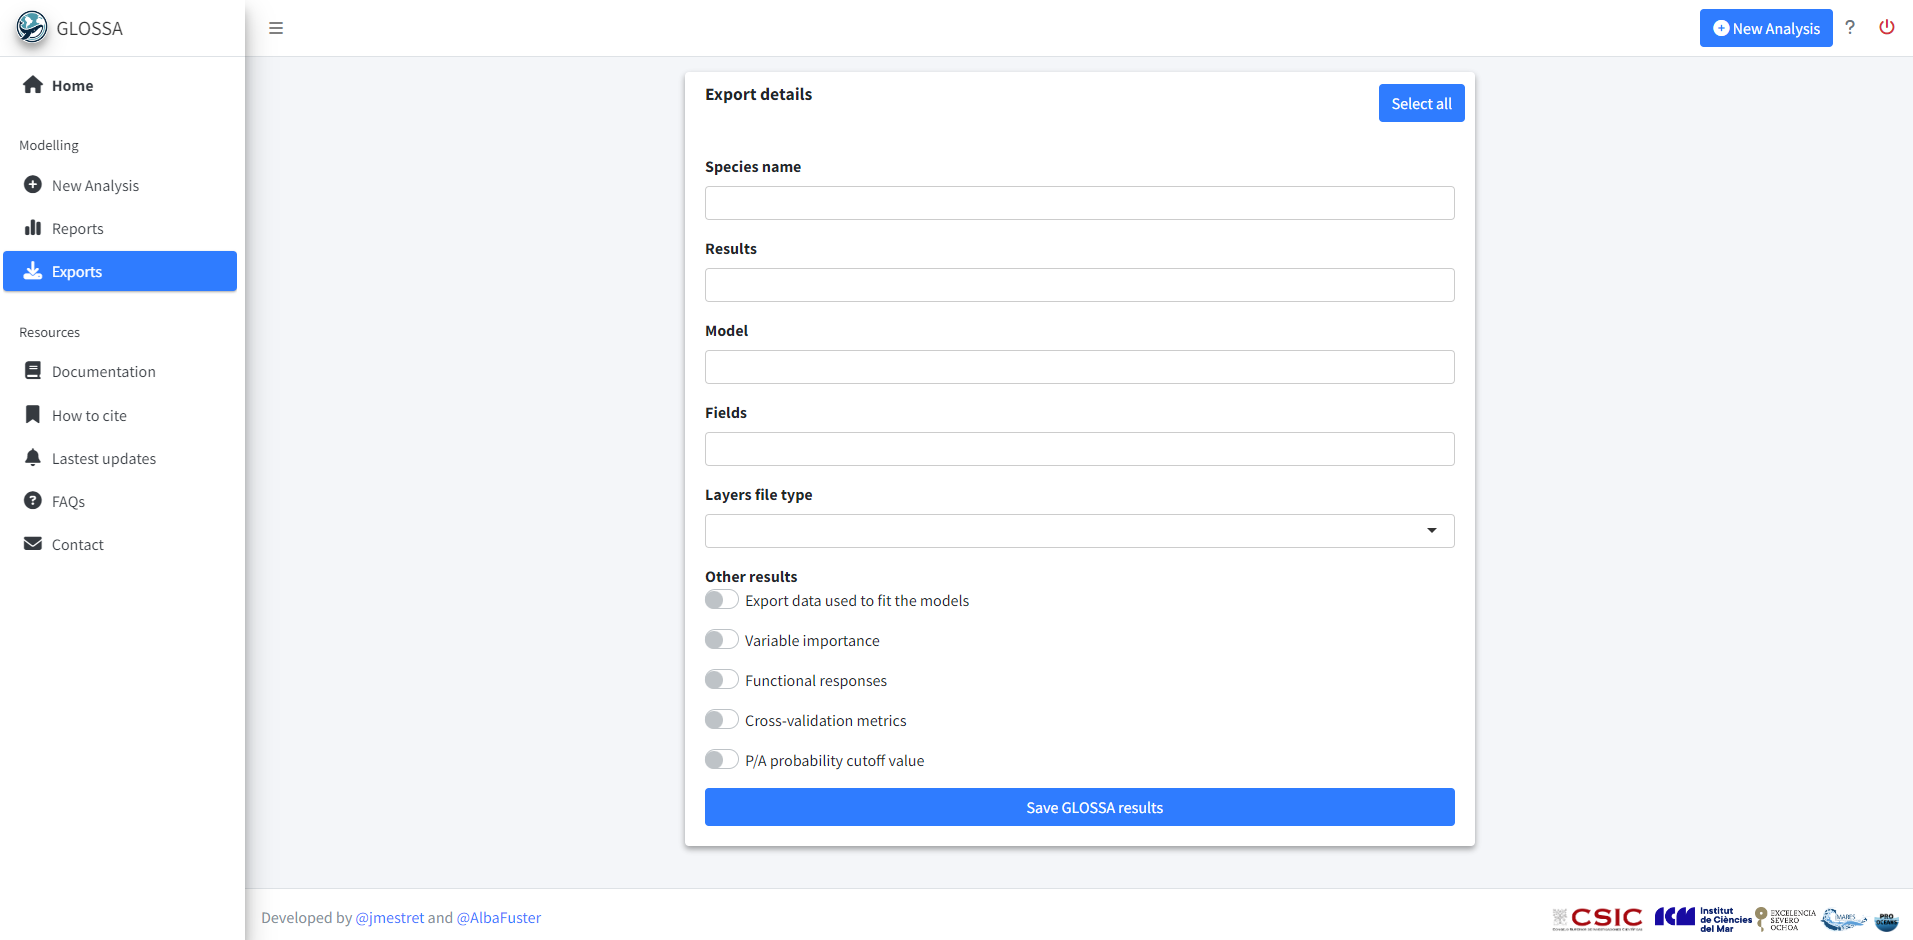 GLOSSA
New Analysis
?
Home
Modelling
New Analysis
Reports
Exports
Resources
Documentation
How to cite
Lastest updates
FAQs
Contact
Export details
Select all
Species name
Results
Model
Fields
Layers file type
Other results
Export data used to fit the models
Variable importance
Functional responses
Cross-validation metrics
P/A probability cutoff value
Save GLOSSA results
Developed by @jmestret and @AlbaFuster
CSIC
ICM
Institut
de Ciències
del Mar
EXCELENCIA
SEVERO
OCHOA
IMARES
PRO
OCEANS